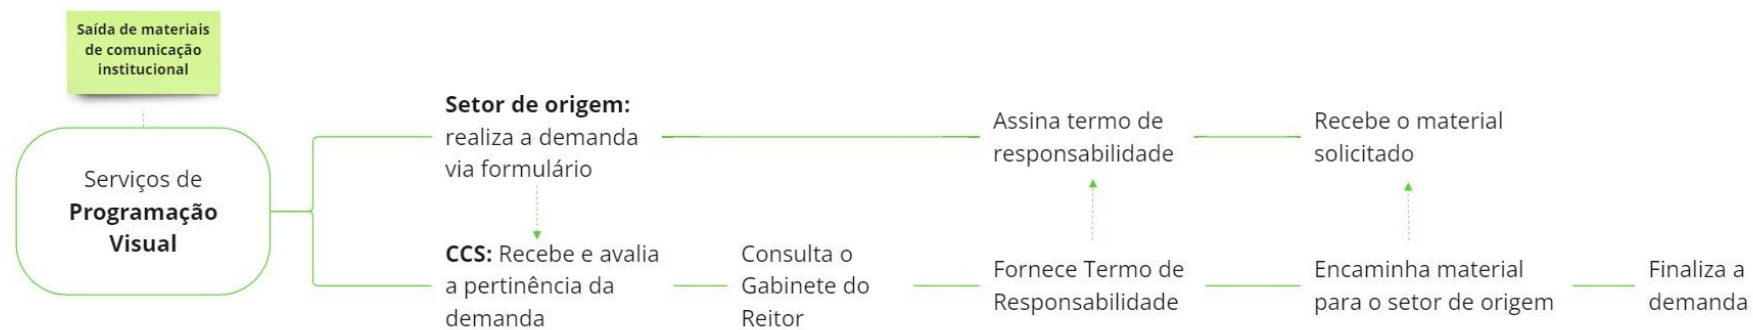 Saída de materiais
de comunicação
institucional
Serviços de
Programação
Visual
Setor de origem:
realiza a demanda
via formulário
Assina termo de
responsabilidade
Recebe o material
solicitado
CCS: Recebe e avalia
a pertinência da
demanda
Consulta o
Gabinete do
Reitor
Fornece Termo de
Responsabilidade
Encaminha material
para o setor de origem
Finaliza a
demanda